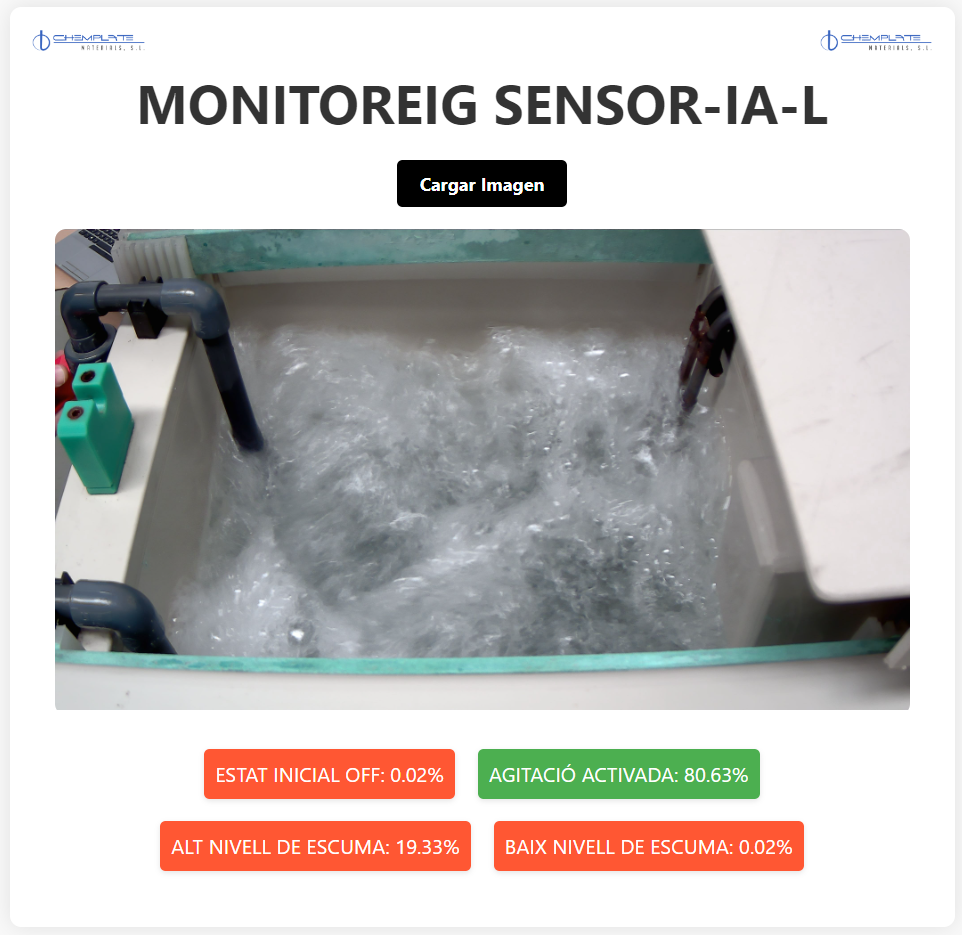 CHEMPLATE
MATERIALS, S.L.
CHEMPLATE
MATERIALS, S.L.
MONITOREIG SENSOR-IA-L
Cargar Imagen
ESTAT INICIAL OFF: 0.02%
AGITACIÓ ACTIVADA: 80.63%
ALT NIVELL DE ESCUMA: 19.33%
BAIX NIVELL DE ESCUMA: 0.02%